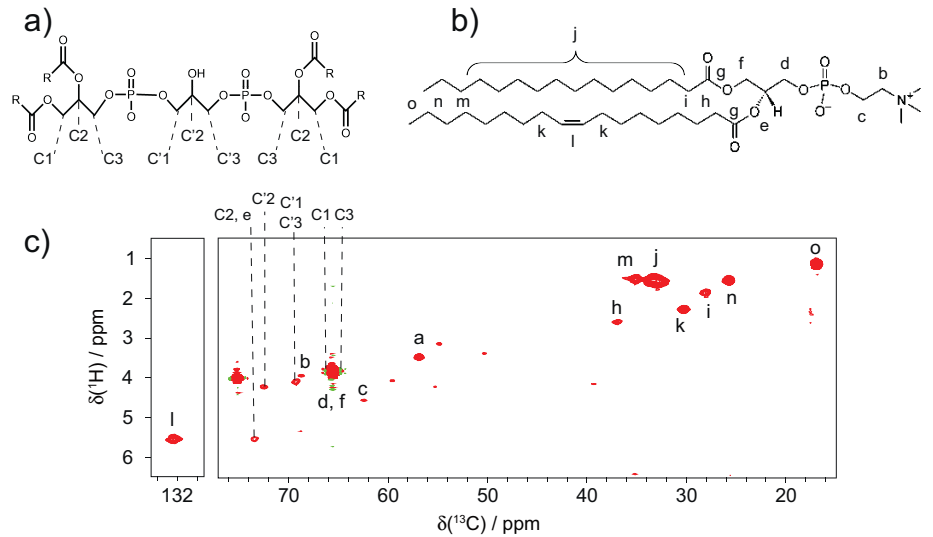 a)
O
O
R
O
OH
O
R
O
O
O
P
O
O
P
O
O
R
O
O
O
O
O
O
R
C2
C'2
C2
C1
C3
C'1
C'3
C3
C1
b)
j
O
g
f
d
O
b
o
n
m
i
h
O
O
P
O
N+
O
H
O−
c
g
e
k
k
l
O
C'2
C'1
C2, e
C'3
C1
C3
c)
1
2
3
4
5
6
δ(¹H) / ppm
l
b
d, f
c
a
m
j
h
k
i
n
o
132
70
60
50
40
30
20
δ(¹³C) / ppm